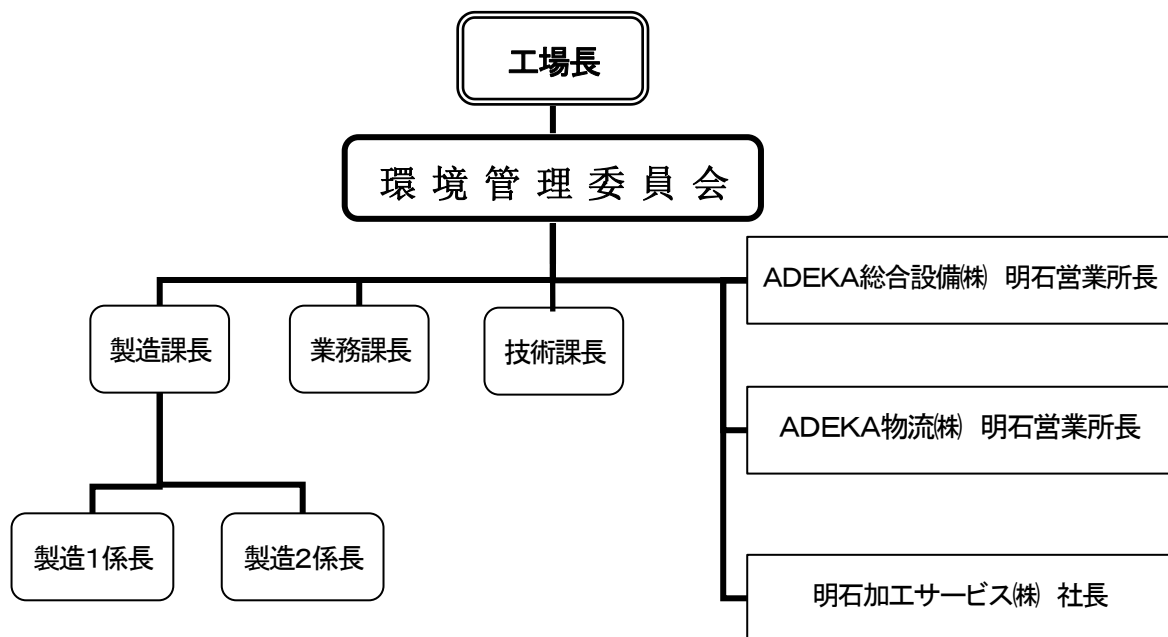 工場長
環境管理委員会
ADEKA総合設備㈱ 明石営業所長
製造課長
業務課長
技術課長
ADEKA物流㈱ 明石営業所長
製造1係長
製造2係長
明石加工サービス㈱ 社長